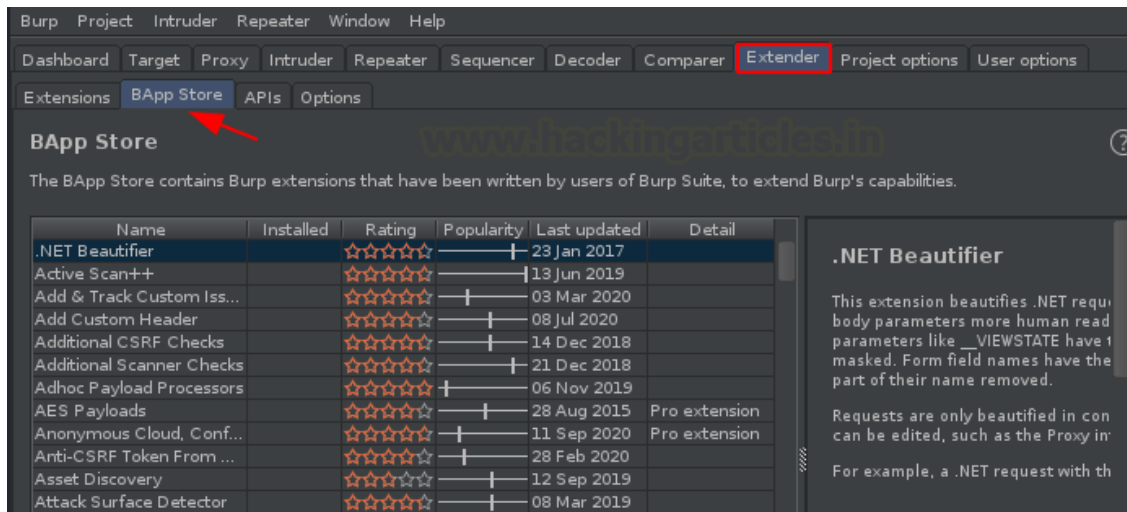 Burp Project Intruder Repeater Window Help
Dashboard Target Proxy Intruder Repeater Sequencer Decoder Comparer Extender Project options User options
Extensions BApp Store APIs Options
www.hackingarticles.in
BApp Store
?
The BApp Store contains Burp extensions that have been written by users of Burp Suite, to extend Burp's capabilities.
Name Installed Rating Popularity Last updated Detail
.NET Beautifier 23 Jan 2017
Active Scan++ 13 Jun 2019
Add & Track Custom Iss... 03 Mar 2020
Add Custom Header 08 Jul 2020
Additional CSRF Checks 14 Dec 2018
Additional Scanner Checks 21 Dec 2018
Adhoc Payload Processors 06 Nov 2019
AES Payloads 28 Aug 2015 Pro extension
Anonymous Cloud, Conf... 11 Sep 2020 Pro extension
Anti-CSRF Token From ... 28 Feb 2020
Asset Discovery 12 Sep 2019
Attack Surface Detector 08 Mar 2019
.NET Beautifier
This extension beautifies .NET requ
body parameters more human read
parameters like __VIEWSTATE have
masked. Form field names have the
part of their name removed.
Requests are only beautified in con
can be edited, such as the Proxy in
For example, a .NET request with th